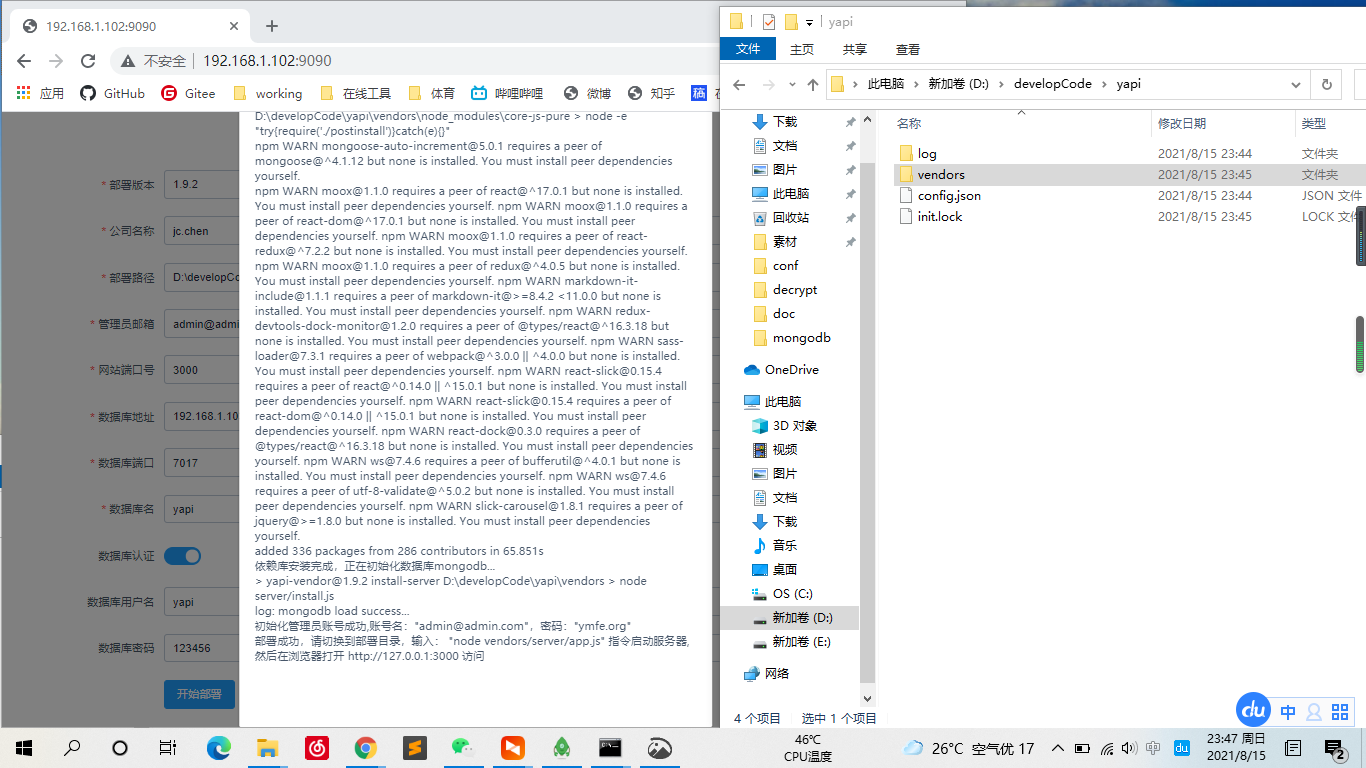 192.168.1.102:9090
不安全
192.168.1.102:9090
应用
GitHub
Gitee
working
在线工具
体育
哔哩哔哩
微博
知乎
稿
部署版本
1.9.2
公司名称
jc.chen
部署路径
D:\developCo
管理员邮箱
admin@admi
网站端口号
3000
数据库地址
192.168.1.10
数据库端口
7017
数据库名
yapi
数据库认证
数据库用户名
yapi
数据库密码
123456
开始部署
D:\developCode\yapi\vendors\node_modules\core-js-pure > node -e
"try{require('./postinstall')}catch(e){}"
npm WARN mongoose-auto-increment@5.0.1 requires a peer of
mongoose@^4.1.12 but none is installed. You must install peer dependencies
yourself.
npm WARN moox@1.1.0 requires a peer of react@^17.0.1 but none is installed.
You must install peer dependencies yourself. npm WARN moox@1.1.0 requires a
peer of react-dom@^17.0.1 but none is installed. You must install peer
dependencies yourself. npm WARN moox@1.1.0 requires a peer of react-
redux@^7.2.2 but none is installed. You must install peer dependencies yourself.
npm WARN moox@1.1.0 requires a peer of redux@^4.0.5 but none is installed.
You must install peer dependencies yourself. npm WARN markdown-it-
include@1.1.1 requires a peer of markdown-it@>=8.4.2 <11.0.0 but none is
installed. You must install peer dependencies yourself. npm WARN redux-
devtools-dock-monitor@1.2.0 requires a peer of @types/react@^16.3.18 but
none is installed. You must install peer dependencies yourself. npm WARN sass-
loader@7.3.1 requires a peer of webpack@^3.0.0 || ^4.0.0 but none is installed.
You must install peer dependencies yourself. npm WARN react-slick@0.15.4
requires a peer of react@^0.14.0 || ^15.0.1 but none is installed. You must install
peer dependencies yourself. npm WARN react-slick@0.15.4 requires a peer of
react-dom@^0.14.0 || ^15.0.1 but none is installed. You must install peer
dependencies yourself. npm WARN react-dock@0.3.0 requires a peer of
@types/react@^16.3.18 but none is installed. You must install peer dependencies
yourself. npm WARN ws@7.4.6 requires a peer of bufferutil@^4.0.1 but none is
installed. You must install peer dependencies yourself. npm WARN ws@7.4.6
requires a peer of utf-8-validate@^5.0.2 but none is installed. You must install
peer dependencies yourself. npm WARN slick-carousel@1.8.1 requires a peer of
jquery@>=1.8.0 but none is installed. You must install peer dependencies
yourself.
added 336 packages from 286 contributors in 65.851s
依赖库安装完成，正在初始化数据库mongodb...
> yapi-vendor@1.9.2 install-server D:\developCode\yapi\vendors > node
server/install.js
log: mongodb load success...
初始化管理员账号成功,账号名："admin@admin.com"，密码："ymfe.org"
部署成功，请切换到部署目录，输入： "node vendors/server/app.js" 指令启动服务器,
然后在浏览器打开 http://127.0.0.1:3000 访问
yapi
文件
主页
共享
查看
此电脑
新加卷 (D:)
developCode
yapi
下载
文档
图片
此电脑
回收站
素材
conf
decrypt
doc
mongodb
OneDrive
此电脑
3D 对象
视频
图片
文档
下载
音乐
桌面
OS (C:)
新加卷 (D:)
新加卷 (E:)
网络
名称 修改日期 类型
log 2021/8/15 23:44 文件夹
vendors 2021/8/15 23:45 文件夹
config.json 2021/8/15 23:44 JSON 文件
init.lock 2021/8/15 23:45 LOCK 文件
4 个项目 选中 1 个项目
du 中
46℃
CPU温度
26°C 空气优 17
中 du
23:47 周日
2021/8/15
2